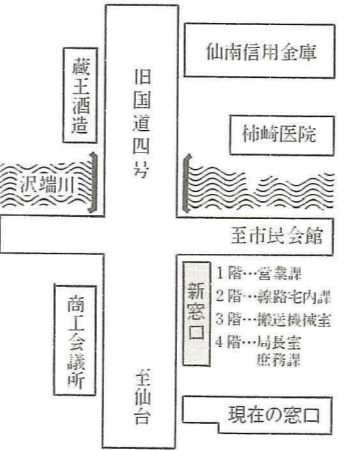 仙南信用金庫
蔵王酒造
旧国道四号
柿崎医院
沢端川
至市民会館
新窓口
1階…営業課
2階…線路宅内課
3階…搬送機械室
4階…局長室
庶務課
商工会議所
至仙台
現在の窓口